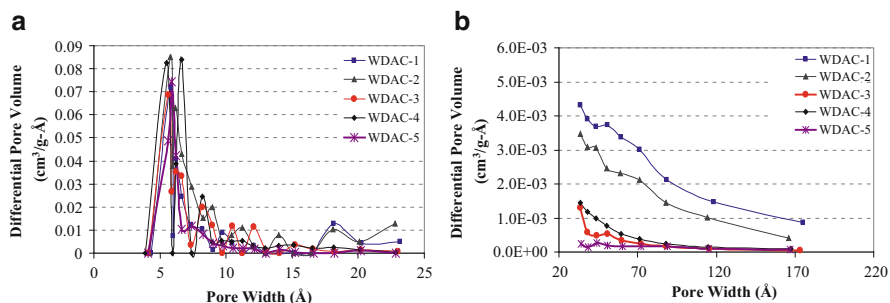 a
Differential Pore Volume
(cm³/g-Å)
0.09
0.08
0.07
0.06
0.05
0.04
0.03
0.02
0.01
0
0 5 10 15 20 25
Pore Width (Å)
WDAC-1
WDAC-2
WDAC-3
WDAC-4
WDAC-5
b
Differential Pore Volume
(cm³/g-Å)
6.0E-03
5.0E-03
4.0E-03
3.0E-03
2.0E-03
1.0E-03
0.0E+00
20 70 120 170 220
Pore Width (Å)
WDAC-1
WDAC-2
WDAC-3
WDAC-4
WDAC-5